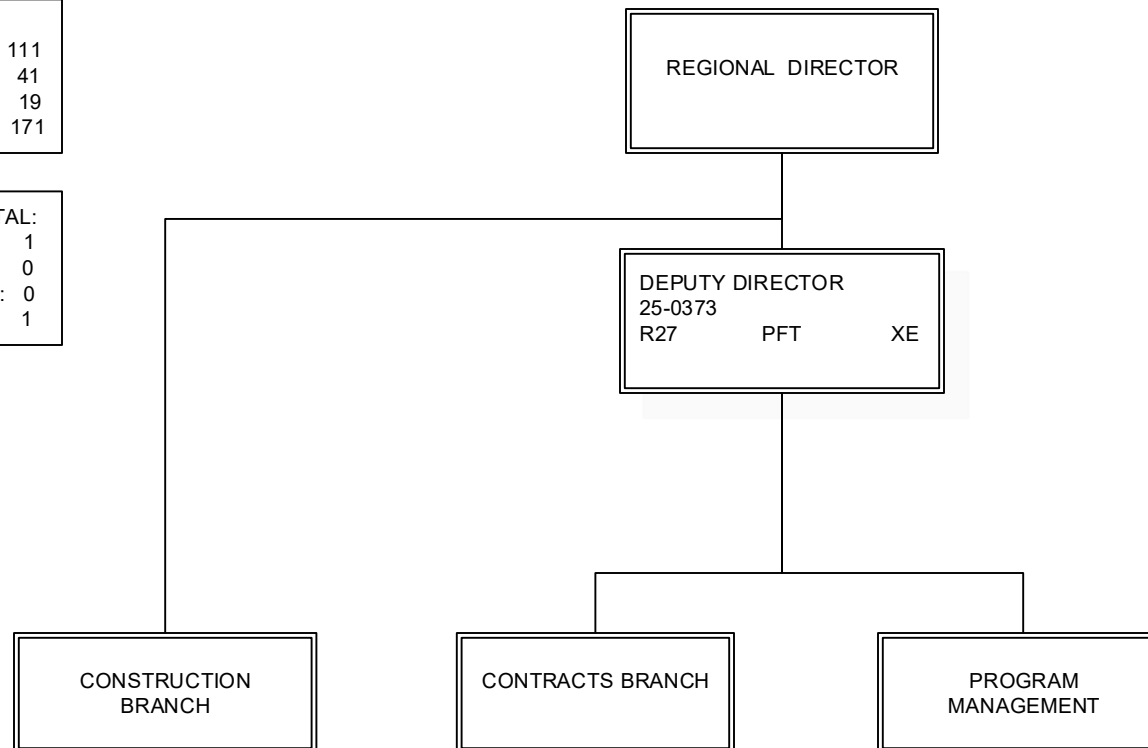 111
41
19
171
REGIONAL DIRECTOR
1
0
: 0
1
DEPUTY DIRECTOR
25-0373
R27 PFT XE
CONSTRUCTION
BRANCH
CONTRACTS BRANCH
PROGRAM
MANAGEMENT